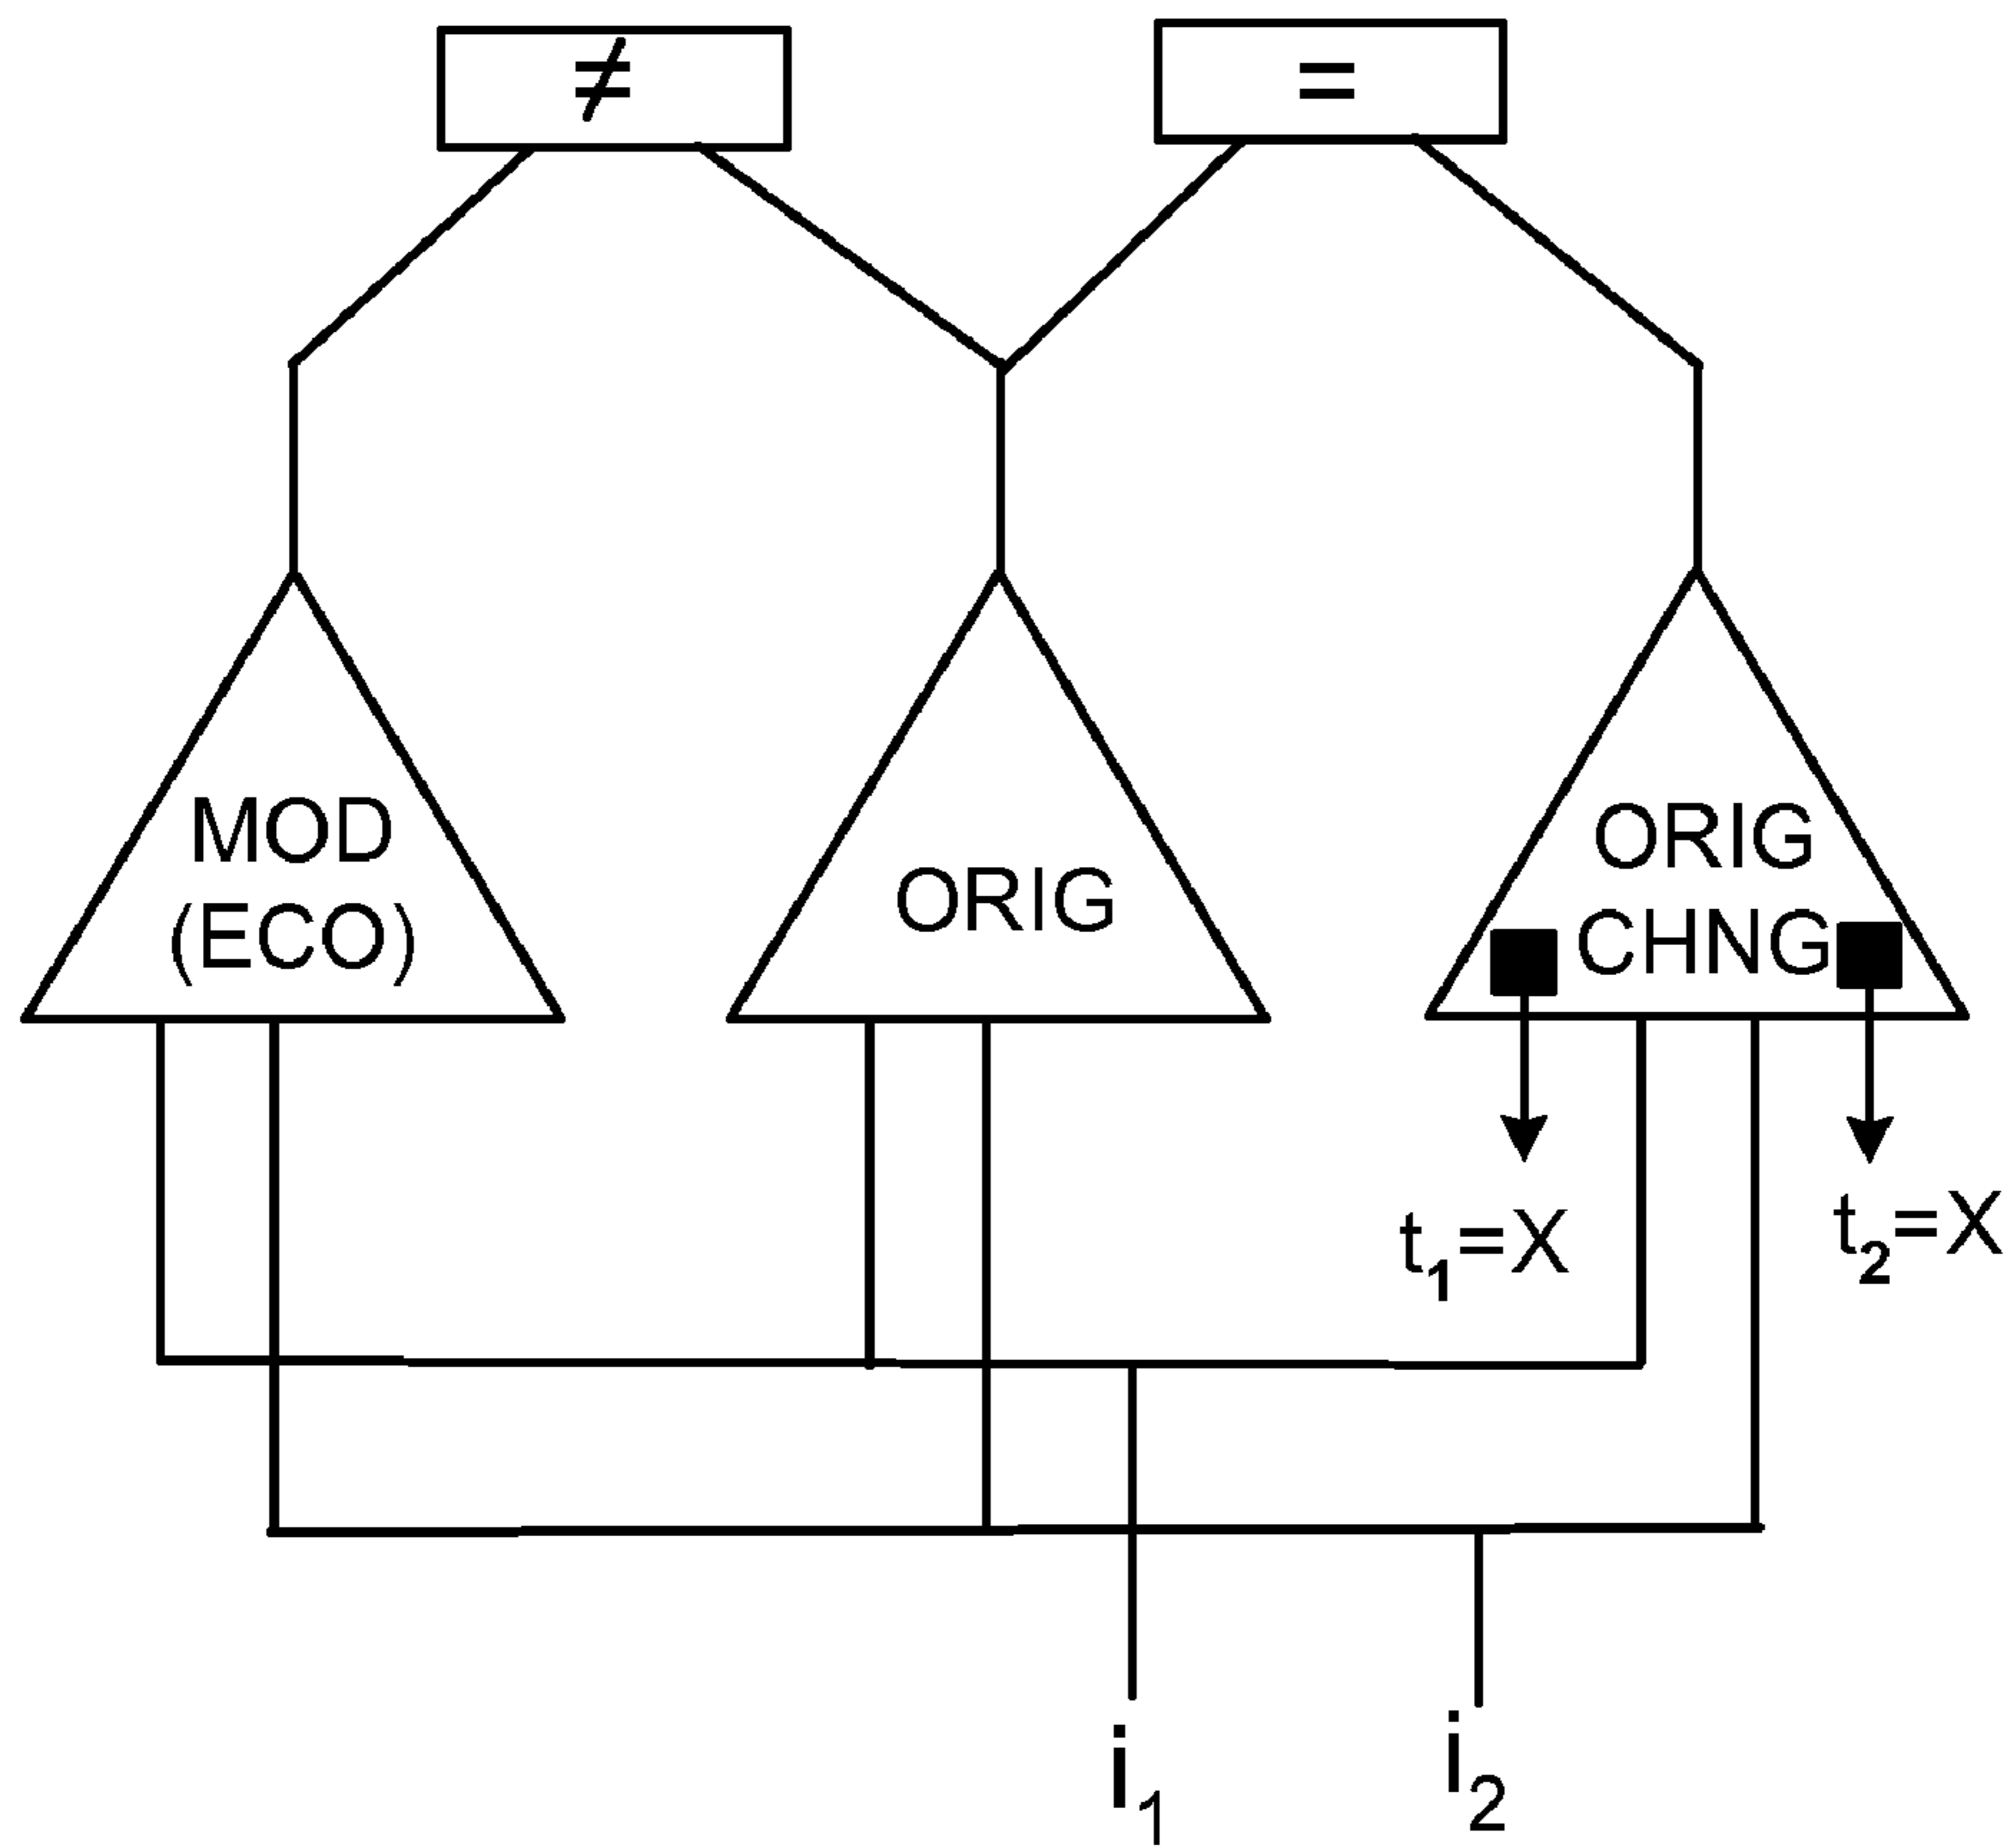 ≠
=
MOD
(ECO)
ORIG
ORIG
CHNG
t₁=X
t₂=X
i₁
i₂